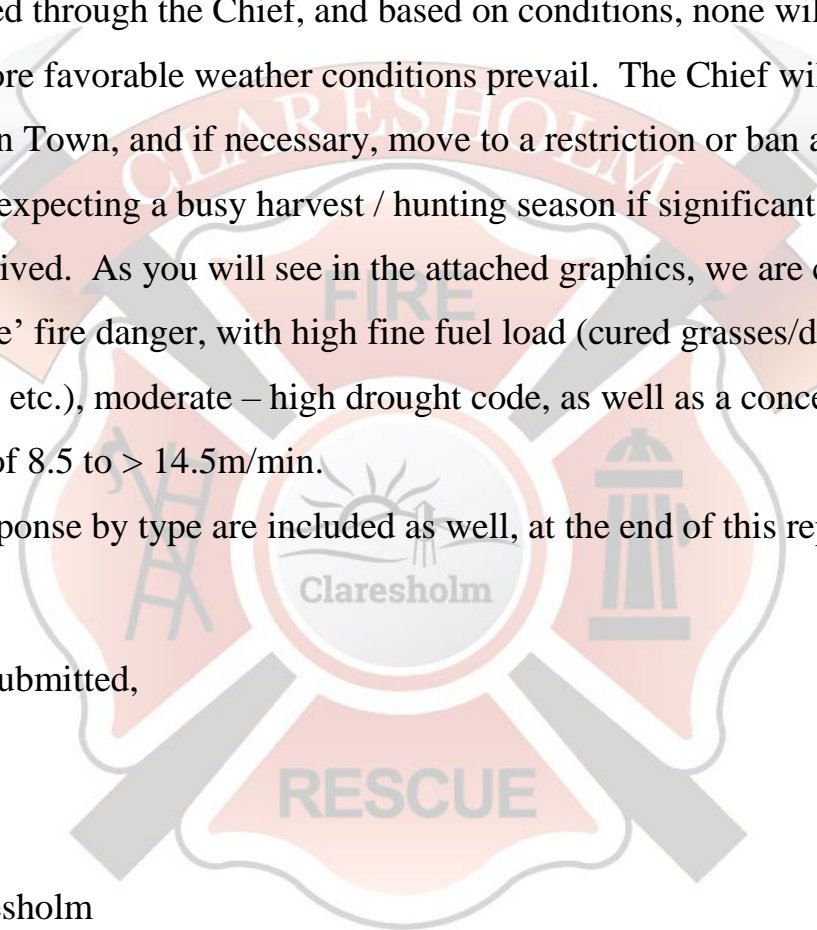 ed through the Chief, and based on conditions, none wil
ore favorable weather conditions prevail. The Chief wil
n Town, and if necessary, move to a restriction or ban a
expecting a busy harvest / hunting season if significant
ived. As you will see in the attached graphics, we are c
e’ fire danger, with high fine fuel load (cured grasses/d
etc.), moderate – high drought code, as well as a conce
of 8.5 to > 14.5m/min.
ponse by type are included as well, at the end of this rep
ubmitted,
esholm
CLARESHOLM
FIRE
Claresholm
RESCUE